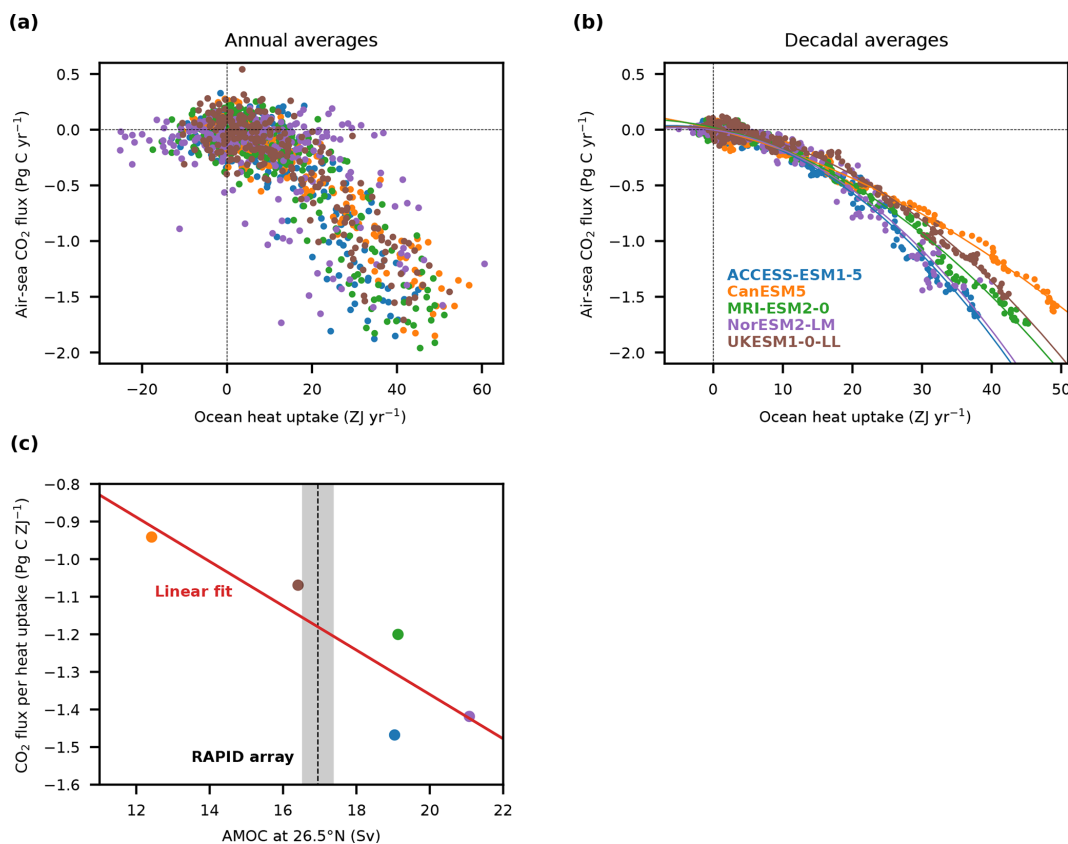 (a)
Annual averages
0.5
0.0
−0.5
−1.0
−1.5
−2.0
Air-sea CO₂ flux (Pg C yr⁻¹)
−20 0 20 40 60
Ocean heat uptake (ZJ yr⁻¹)
(b)
Decadal averages
0.5
0.0
−0.5
−1.0
−1.5
−2.0
Air-sea CO₂ flux (Pg C yr⁻¹)
ACCESS-ESM1-5
CanESM5
MRI-ESM2-0
NorESM2-LM
UKESM1-0-LL
0 10 20 30 40 50
Ocean heat uptake (ZJ yr⁻¹)
(c)
−0.8
−0.9
−1.0
−1.1
−1.2
−1.3
−1.4
−1.5
−1.6
CO₂ flux per heat uptake (Pg C ZJ⁻¹)
Linear fit
RAPID array
12 14 16 18 20 22
AMOC at 26.5°N (Sv)